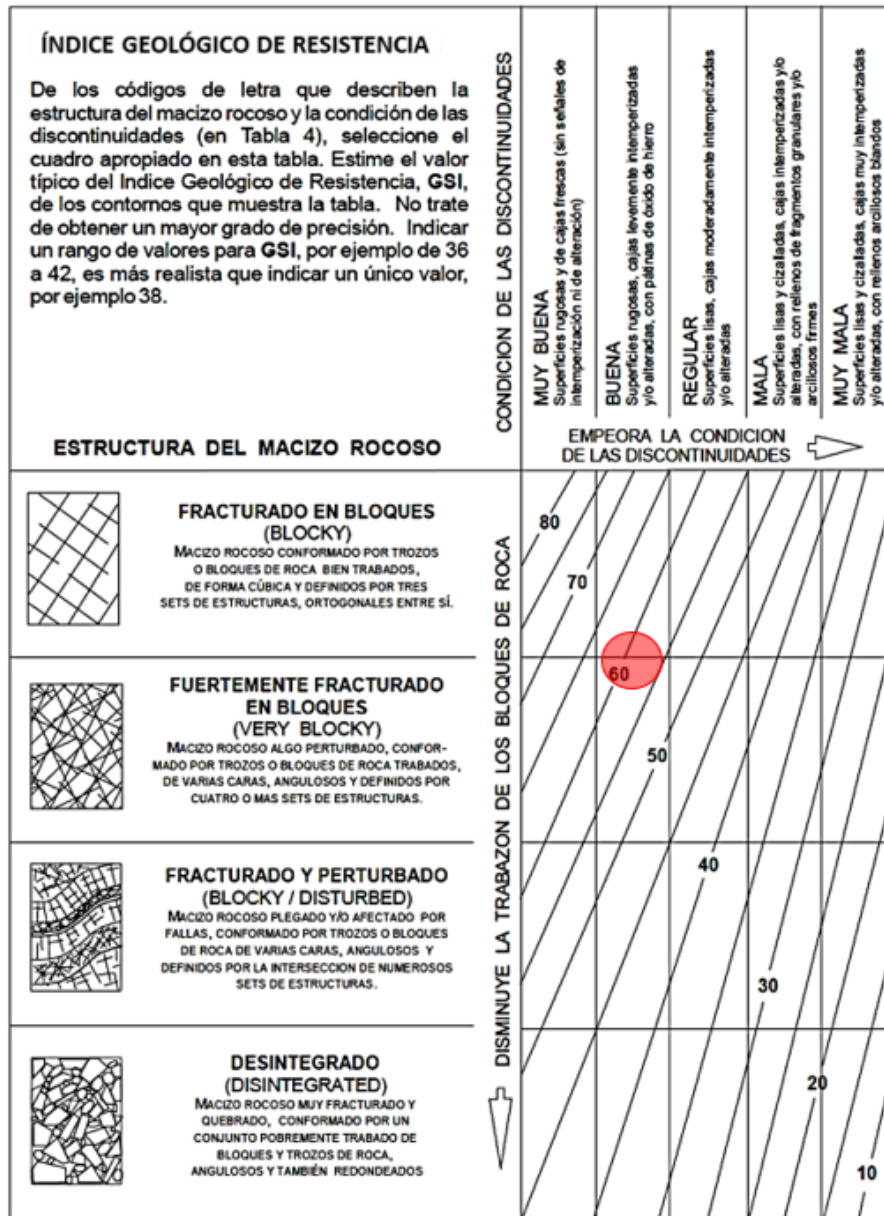 ÍNDICE GEOLÓGICO DE RESISTENCIA
De los códigos de letra que describen la
estructura del macizo rocoso y la condición de las
discontinuidades (en Tabla 4), seleccione el
cuadro apropiado en esta tabla. Estime el valor
típico del Indice Geológico de Resistencia, GSI,
de los contornos que muestra la tabla. No trate
de obtener un mayor grado de precisión. Indicar
un rango de valores para GSI, por ejemplo de 36
a 42, es más realista que indicar un único valor,
por ejemplo 38.
CONDICION DE LAS DISCONTINUIDADES
MUY BUENA
Superficies rugosas y de cajas frescas (sin señales de
intemperización ni de alteración)
BUENA
Superficies rugosas, cajas levemente intemperizadas
y/o alteradas, con pátinas de óxido de hierro
REGULAR
Superficies lisas, cajas moderadamente intemperizadas
y/o alteradas
MALA
Superficies lisas y cizalladas, cajas intemperizadas y/o
alteradas, con rellenos de fragmentos granulares y/o
arcillosos firmes
MUY MALA
Superficies lisas y cizalladas, cajas muy intemperizadas
y/o alteradas, con rellenos arcillosos blandos
ESTRUCTURA DEL MACIZO ROCOSO
EMPEORA LA CONDICION
DE LAS DISCONTINUIDADES
FRACTURADO EN BLOQUES
(BLOCKY)
MACIZO ROCOSO CONFORMADO POR TROZOS
O BLOQUES DE ROCA BIEN TRABADOS,
DE FORMA CÚBICA Y DEFINIDOS POR TRES
SETS DE ESTRUCTURAS, ORTOGONALES ENTRE SÍ.
FUERTEMENTE FRACTURADO
EN BLOQUES
(VERY BLOCKY)
MACIZO ROCOSO ALGO PERTURBADO, CONFOR-
MADO POR TROZOS O BLOQUES DE ROCA TRABADOS,
DE VARIAS CARAS, ANGULOSOS Y DEFINIDOS POR
CUATRO O MAS SETS DE ESTRUCTURAS.
FRACTURADO Y PERTURBADO
(BLOCKY / DISTURBED)
MACIZO ROCOSO PLEGADO Y/O AFECTADO POR
FALLAS, CONFORMADO POR TROZOS O BLOQUES
DE ROCA DE VARIAS CARAS, ANGULOSOS Y
DEFINIDOS POR LA INTERSECCION DE NUMEROSOS
SETS DE ESTRUCTURAS.
DESINTEGRADO
(DISINTEGRATED)
MACIZO ROCOSO MUY FRACTURADO Y
QUEBRADO, CONFORMADO POR UN
CONJUNTO POBREMENTE TRABADO DE
BLOQUES Y TROZOS DE ROCA,
ANGULOSOS Y TAMBIÉN REDONDEADOS
DISMINUYE LA TRABAZON DE LOS BLOQUES DE ROCA
80
70
60
50
40
30
20
10